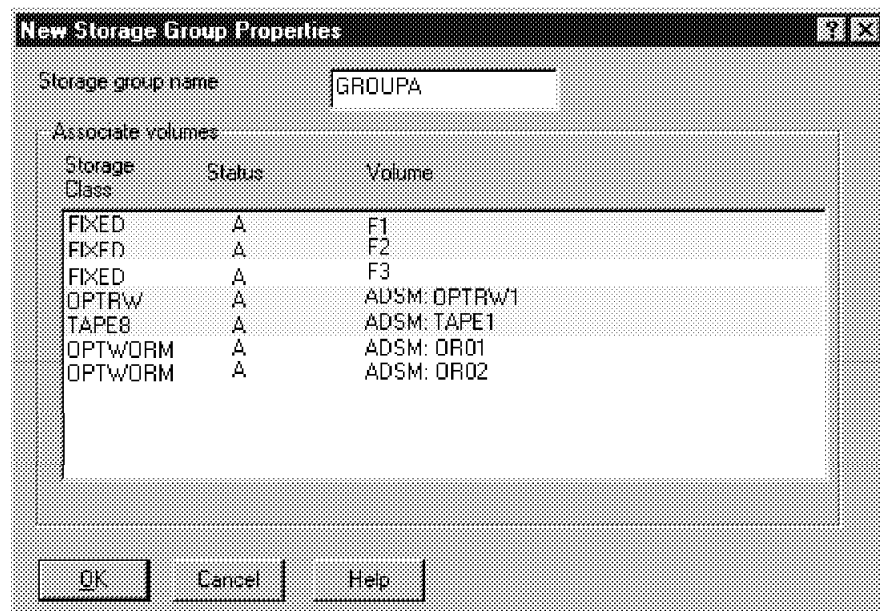 New Storage Group Properties ? X
Storage group name GROUPA
Associate volumes
Storage Class Status Volume
FIXED A F1
FIXED A F2
FIXED A F3
OPTRW A ADSM: OPTRW1
TAPE8 A ADSM: TAPE1
OPTWORM A ADSM: OR01
OPTWORM A ADSM: OR02
OK Cancel Help